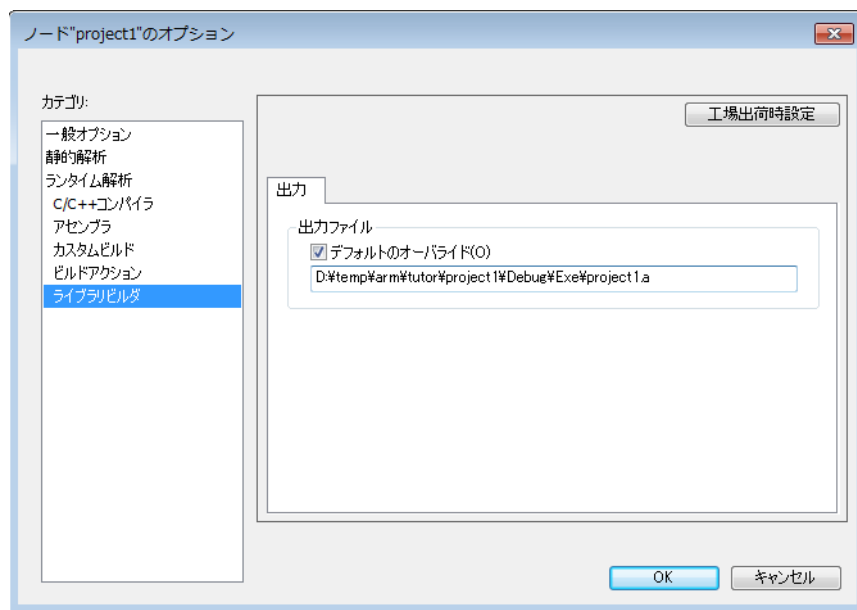 ノード"project1"のオプション
カテゴリ:
工場出荷時設定
一般オプション
静的解析
ランタイム解析
C/C++コンパイラ
アセンブラ
カスタムビルド
ビルドアクション
ライブラリビルダ
出力
出力ファイル
デフォルトのオーバライド(O)
D:¥temp¥arm¥tutor¥project1¥Debug¥Exe¥project1.a
OK
キャンセル